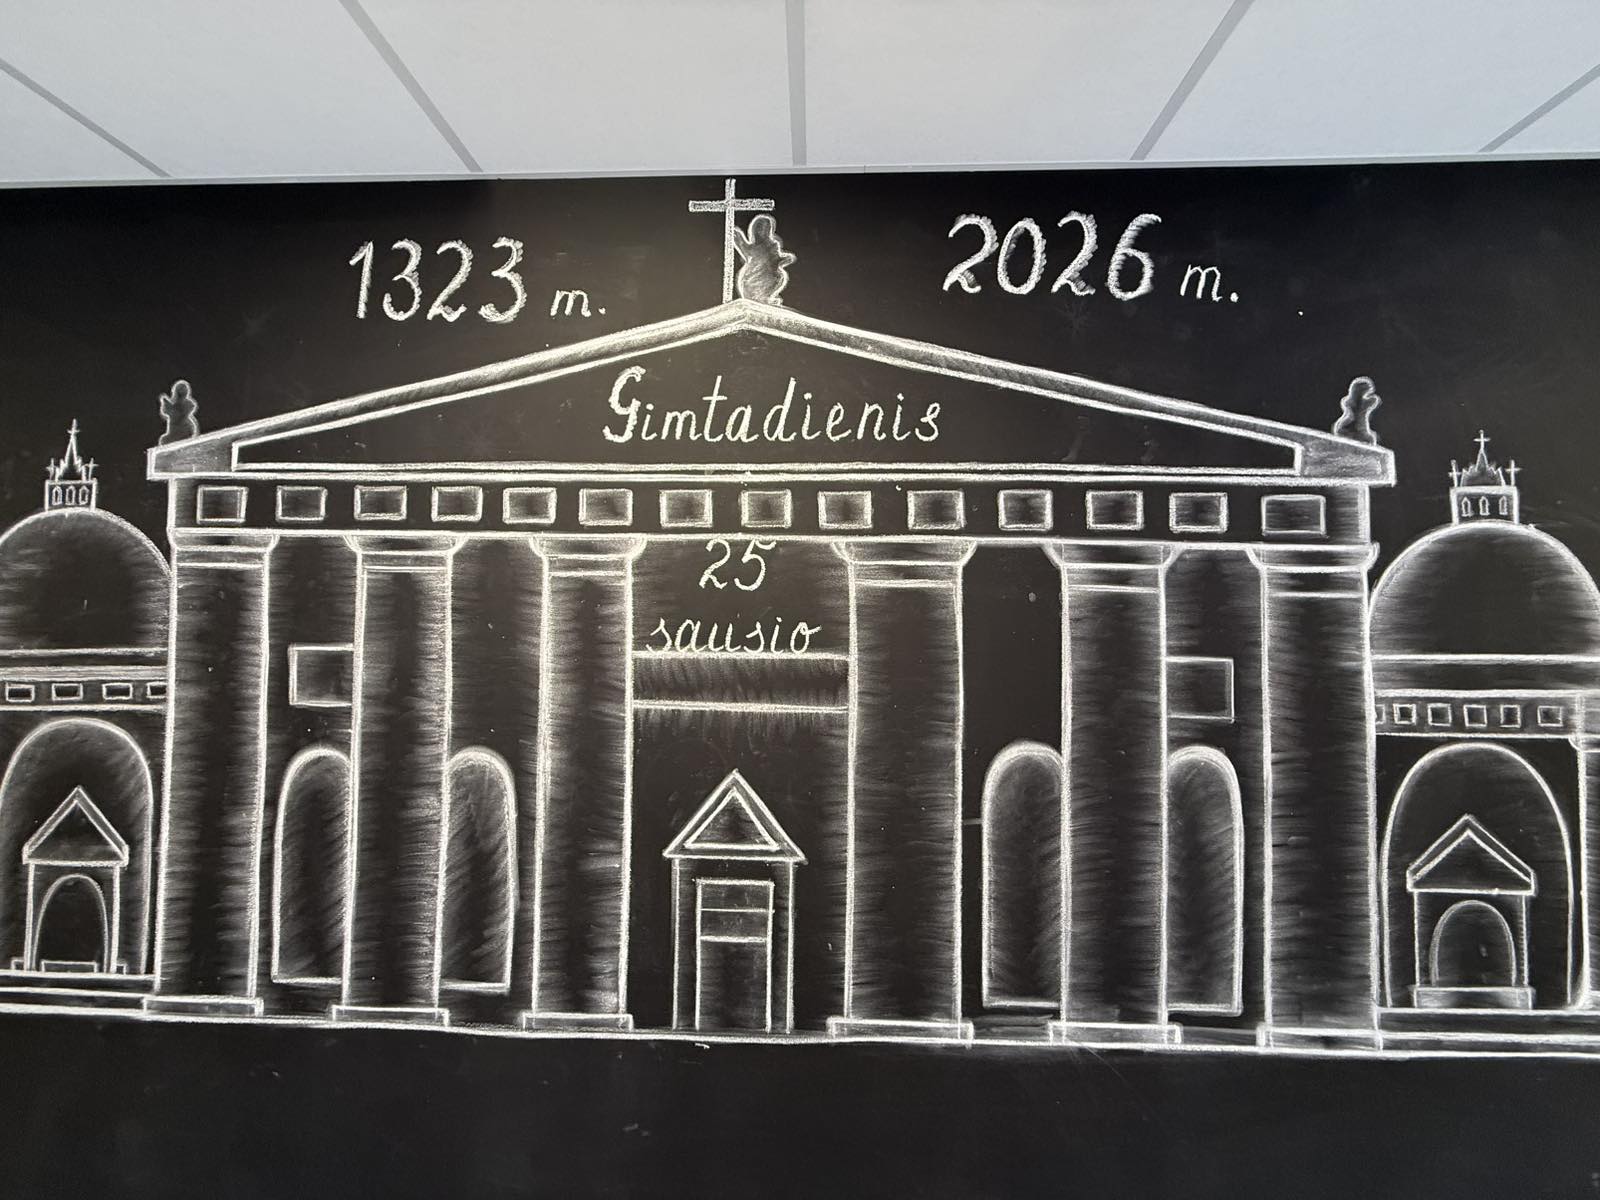 1323 m.
2026 m.
Gimtadienis
25
sausio